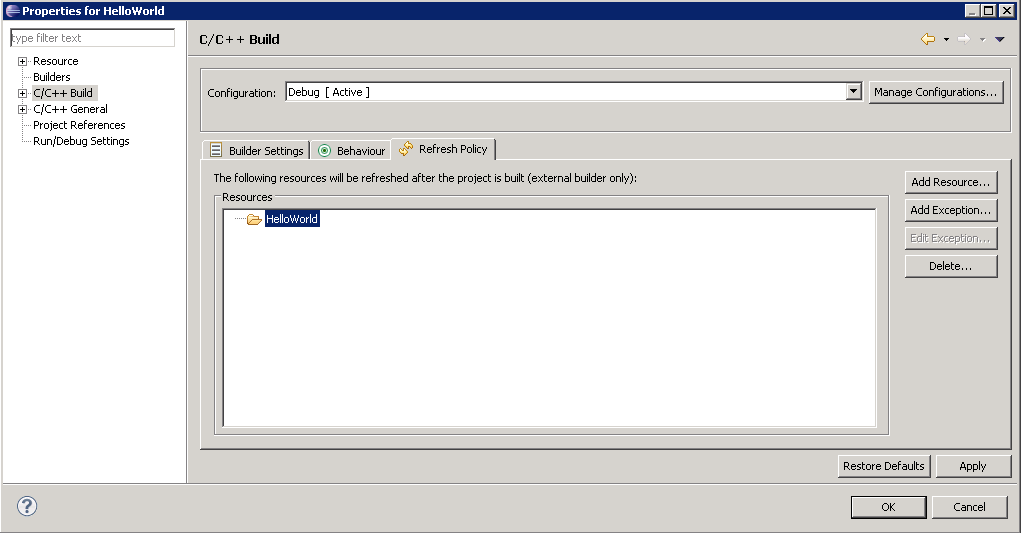 Properties for HelloWorld
type filter text
Resource
Builders
C/C++ Build
C/C++ General
Project References
Run/Debug Settings
C/C++ Build
Configuration: Debug [ Active ] Manage Configurations...
Builder Settings Behaviour Refresh Policy
The following resources will be refreshed after the project is built (external builder only):
Resources
HelloWorld
Add Resource...
Add Exception...
Edit Exception...
Delete...
Restore Defaults Apply
OK Cancel